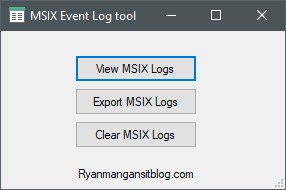 MSIX Event Log tool
View MSIX Logs
Export MSIX Logs
Clear MSIX Logs
Ryanmangansitblog.com